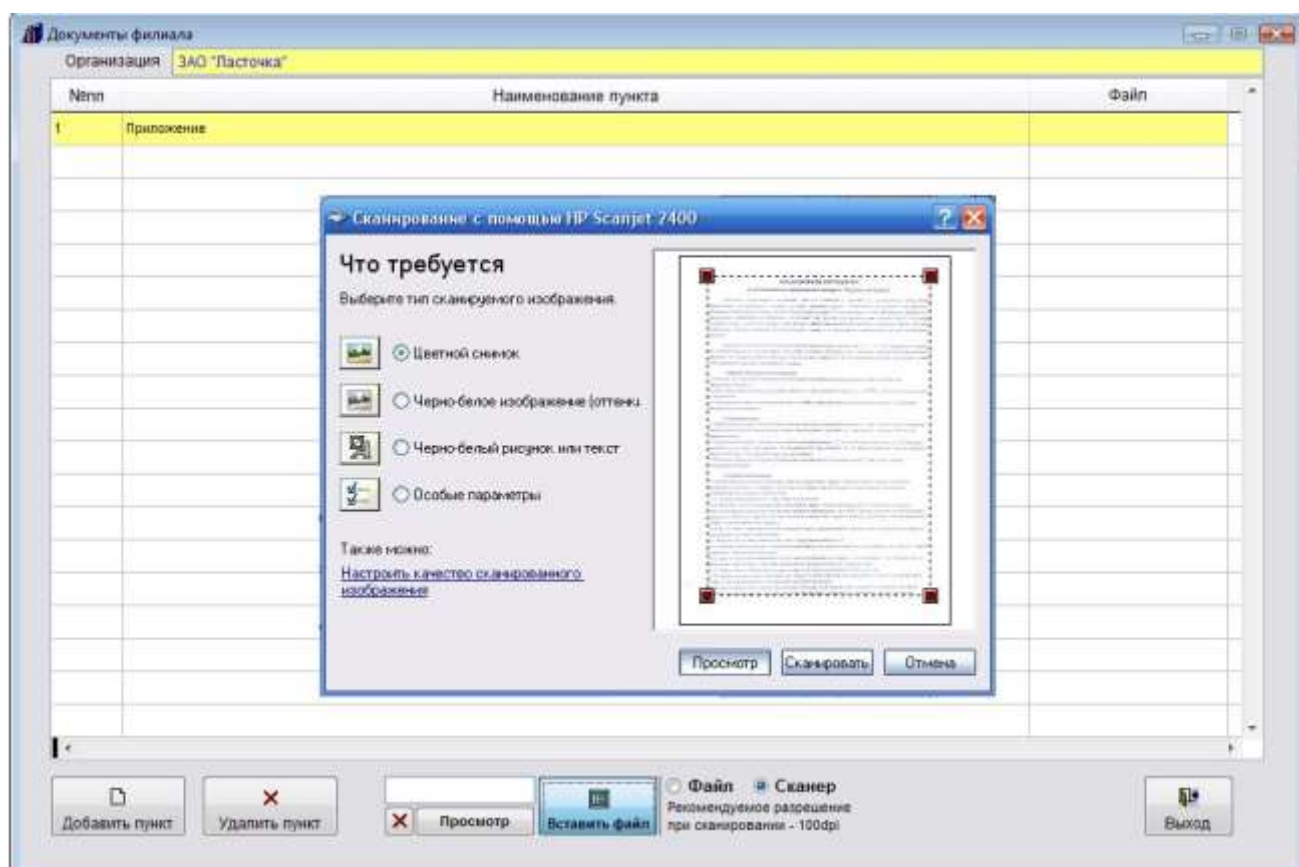 Документы филиала
Организация ЗАО "Ласточка"
№пп Наименование пункта Файл
1 Приложение
Сканирование с помощью HP Scanjet 2400
Что требуется
Выберите тип сканируемого изображения.
Цветной снимок
Черно-белое изображение (оттенки
Черно-белый рисунок или текст
Особые параметры
Также можно:
Настроить качество сканированного
изображения
Просмотр Сканировать Отмена
Добавить пункт Удалить пункт Просмотр Вставить файл Файл Сканер
Рекомендуемое разрешение
при сканировании - 100dpi
Выход